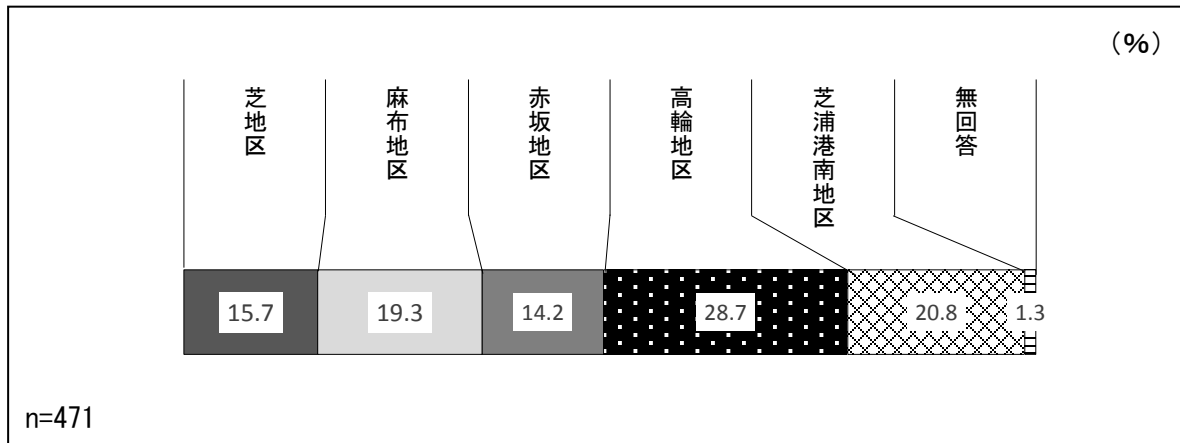 （%）
芝地区
麻布地区
赤坂地区
高輪地区
芝浦港南地区
無回答
15.7
19.3
14.2
28.7
20.8
1.3
n=471